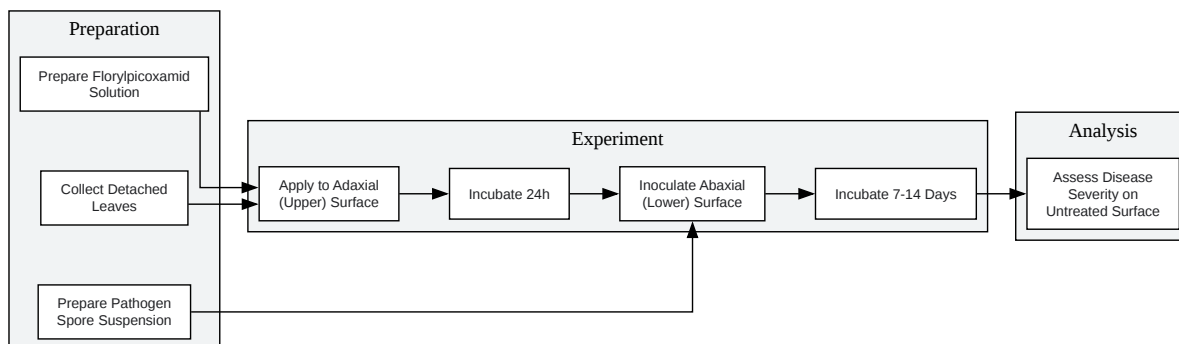 Preparation
Prepare Florylpicoxamid
Solution
Collect Detached
Leaves
Prepare Pathogen
Spore Suspension
Experiment
Apply to Adaxial
(Upper) Surface
Incubate 24h
Inoculate Abaxial
(Lower) Surface
Incubate 7-14 Days
Analysis
Assess Disease
Severity on
Untreated Surface